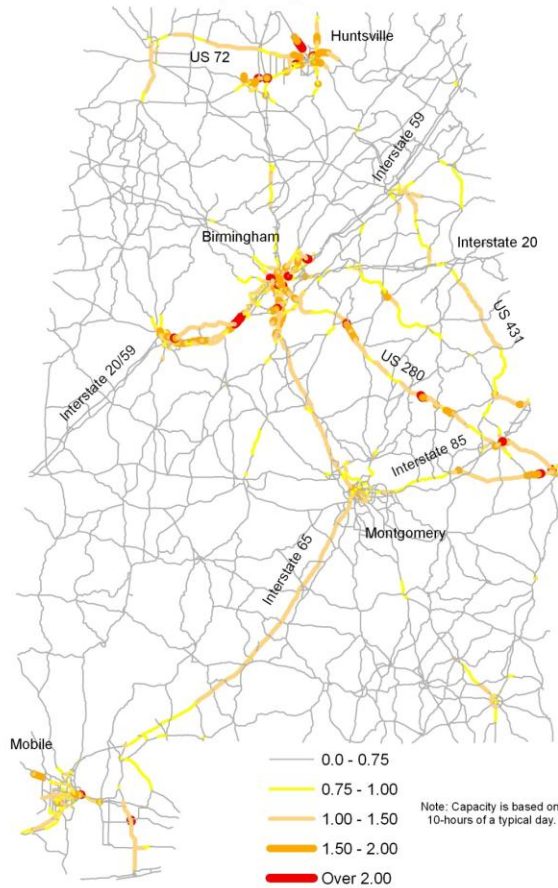 Huntsville
US 72
Interstate 59
Birmingham
Interstate 20
US 431
Interstate 20/59
US 280
Interstate 85
Montgomery
Interstate 65
Mobile
0.0 - 0.75
0.75 - 1.00
1.00 - 1.50
1.50 - 2.00
Over 2.00
Note: Capacity is based on
10-hours of a typical day.